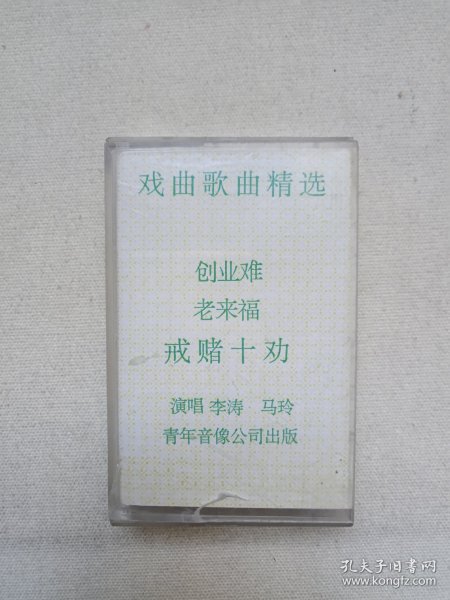 戏曲歌曲精选
创业难
老来福
戒赌十劝
演唱 李涛 马玲
青年音像公司出版
孔夫子旧书网
www.kongfz.com